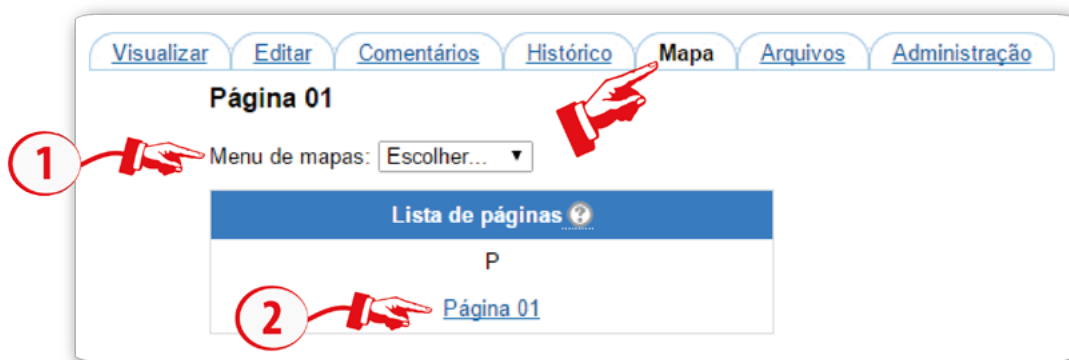 Visualizar Editar Comentários Histórico Mapa Arquivos Administração
Página 01
1 Menu de mapas: Escolher...
Lista de páginas ?
P
2 Página 01